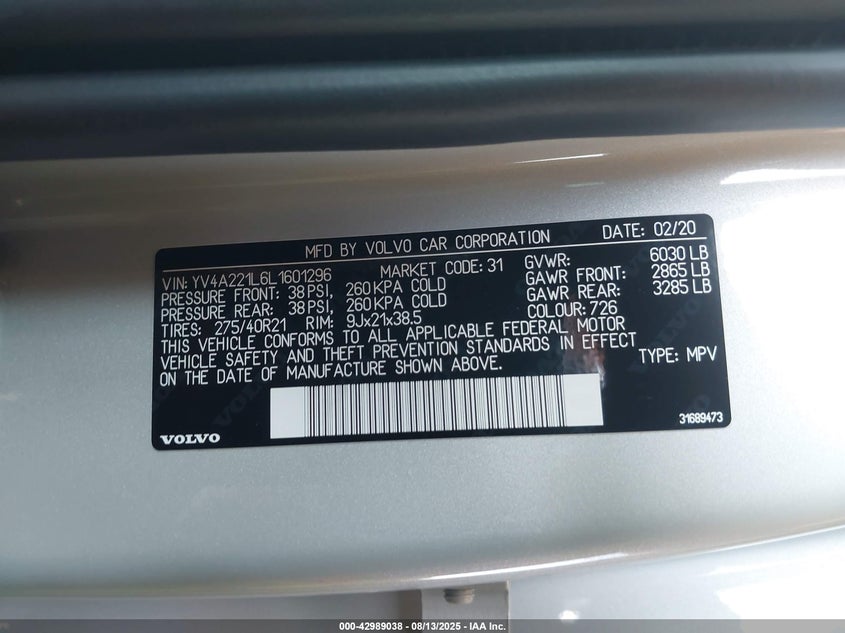 MFD BY VOLVO CAR CORPORATION DATE: 02/20
VIN: YV4A221L6L1601296 MARKET CODE: 31 GVWR: 6030 LB
PRESSURE FRONT: 38 PSI, 260 KPA COLD GAWR FRONT: 2865 LB
PRESSURE REAR: 38 PSI, 260 KPA COLD GAWR REAR: 3285 LB
TIRES: 275/40R21 RIM: 9Jx21x38.5 COLOUR: 726
THIS VEHICLE CONFORMS TO ALL APPLICABLE FEDERAL MOTOR
VEHICLE SAFETY AND THEFT PREVENTION STANDARDS IN EFFECT
ON THE DATE OF MANUFACTURE SHOWN ABOVE. TYPE: MPV
VOLVO 31689473
000-42989038 - 08/13/2025 - IAA Inc.